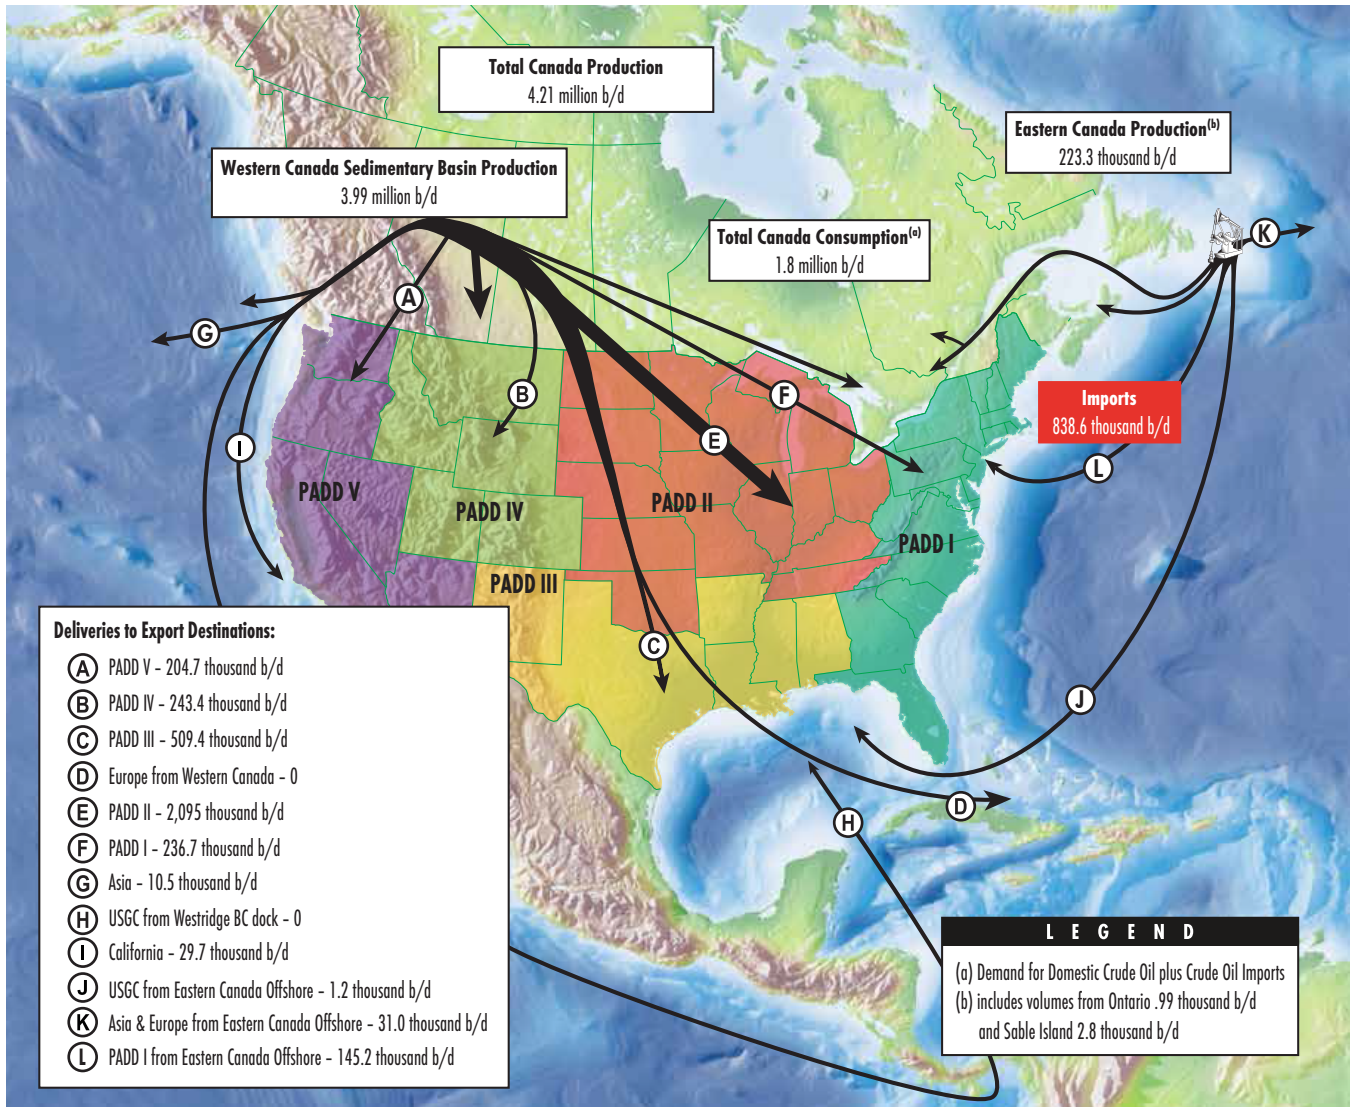 Total Canada Production
4.21 million b/d
Eastern Canada Production(b)
223.3 thousand b/d
Western Canada Sedimentary Basin Production
3.99 million b/d
Total Canada Consumption(a)
1.8 million b/d
K
A
G
B
F
Imports
838.6 thousand b/d
E
I
L
PADD V
PADD IV
PADD II
PADD I
PADD III
C
J
D
H
Deliveries to Export Destinations:
A PADD V - 204.7 thousand b/d
B PADD IV - 243.4 thousand b/d
C PADD III - 509.4 thousand b/d
D Europe from Western Canada - 0
E PADD II - 2,095 thousand b/d
F PADD I - 236.7 thousand b/d
G Asia - 10.5 thousand b/d
H USGC from Westridge BC dock - 0
I California - 29.7 thousand b/d
J USGC from Eastern Canada Offshore - 1.2 thousand b/d
K Asia & Europe from Eastern Canada Offshore - 31.0 thousand b/d
L PADD I from Eastern Canada Offshore - 145.2 thousand b/d
LEGEND
(a) Demand for Domestic Crude Oil plus Crude Oil Imports
(b) includes volumes from Ontario .99 thousand b/d
and Sable Island 2.8 thousand b/d